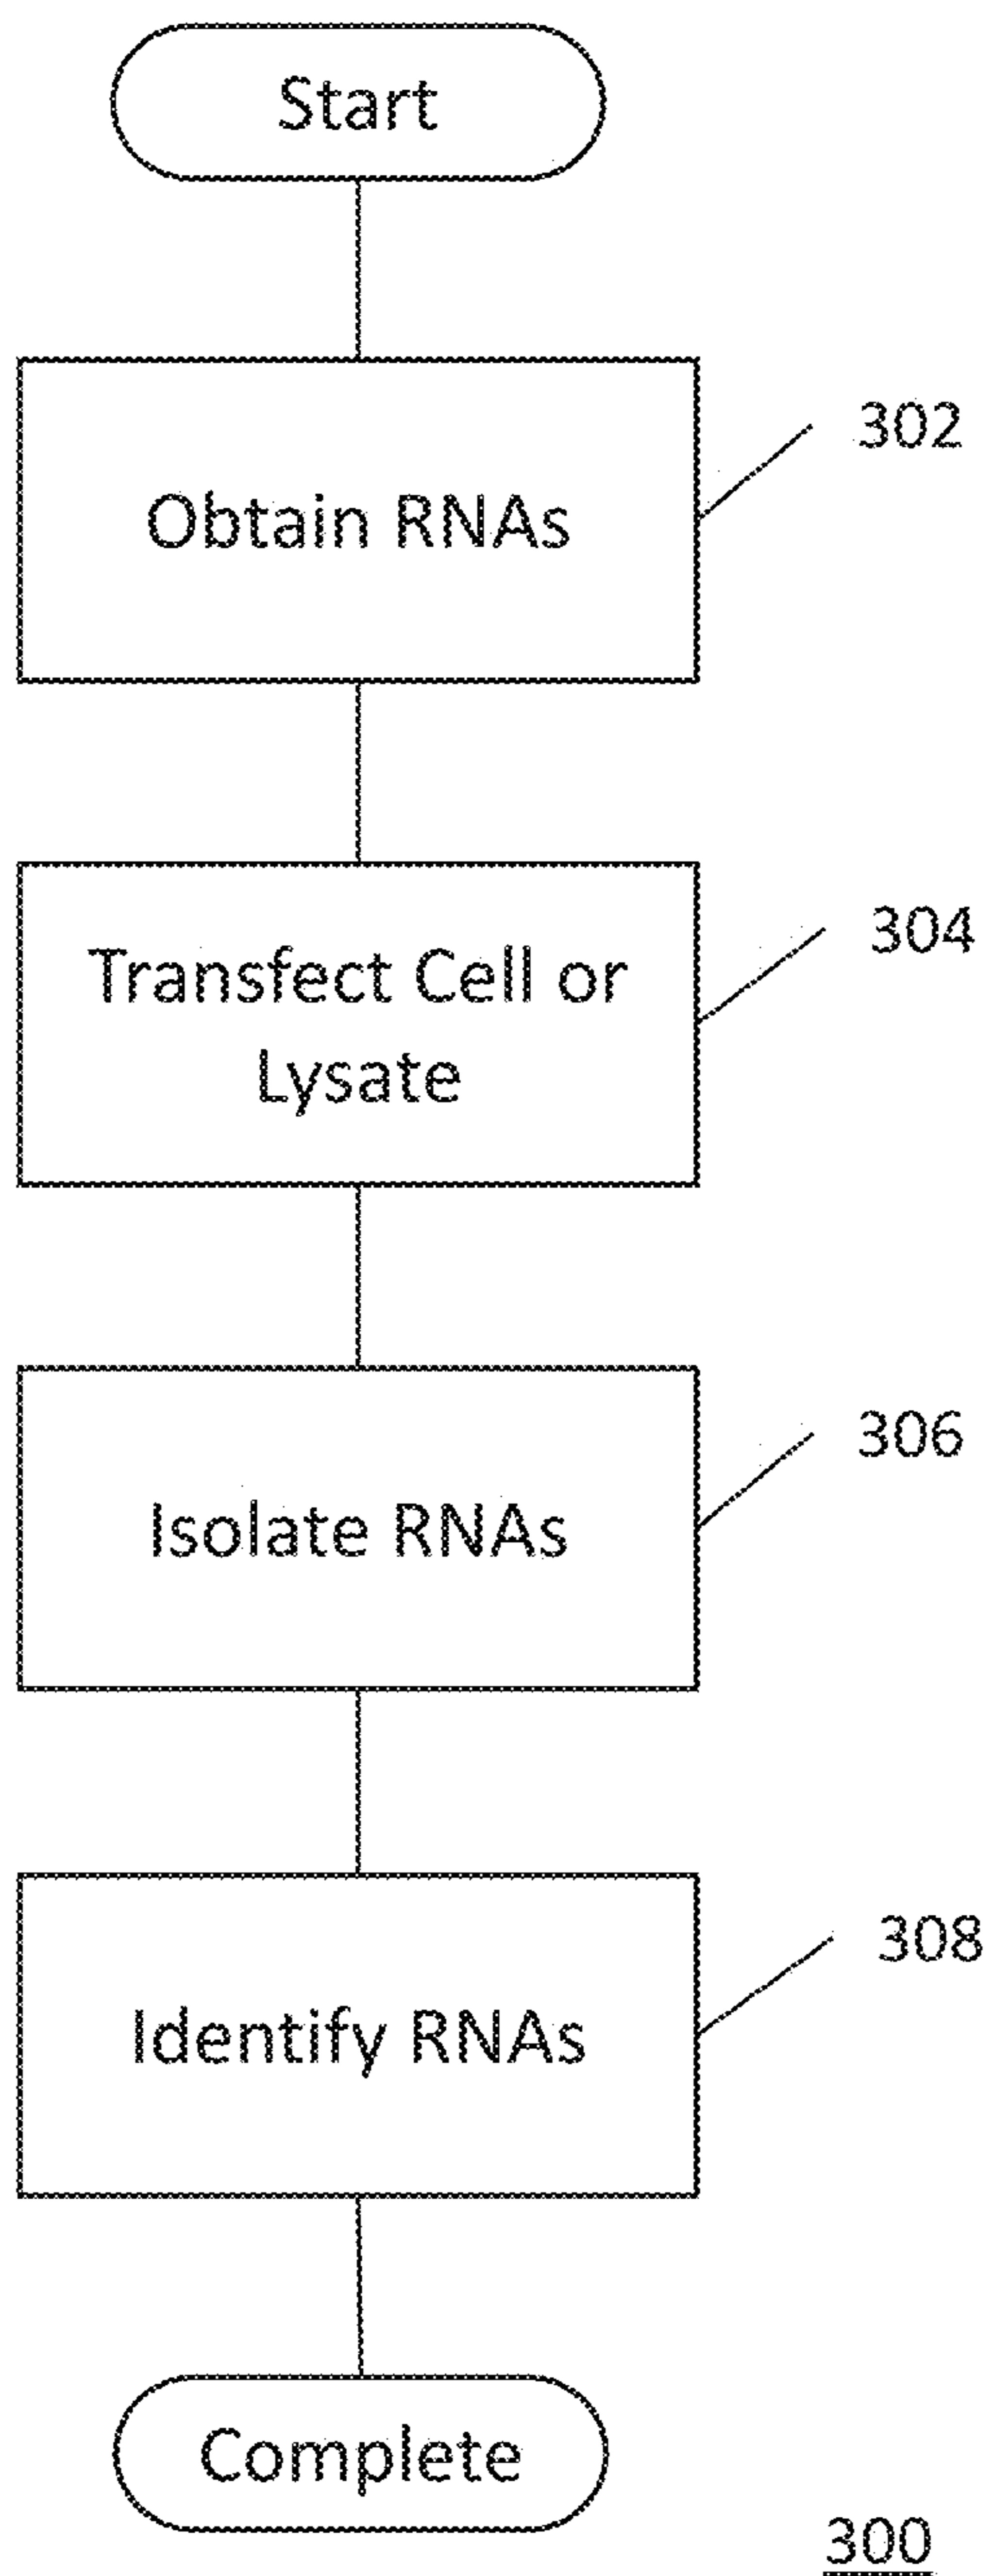 Start
302
Obtain RNAs
304
Transfect Cell or
Lysate
306
Isolate RNAs
308
Identify RNAs
Complete
300